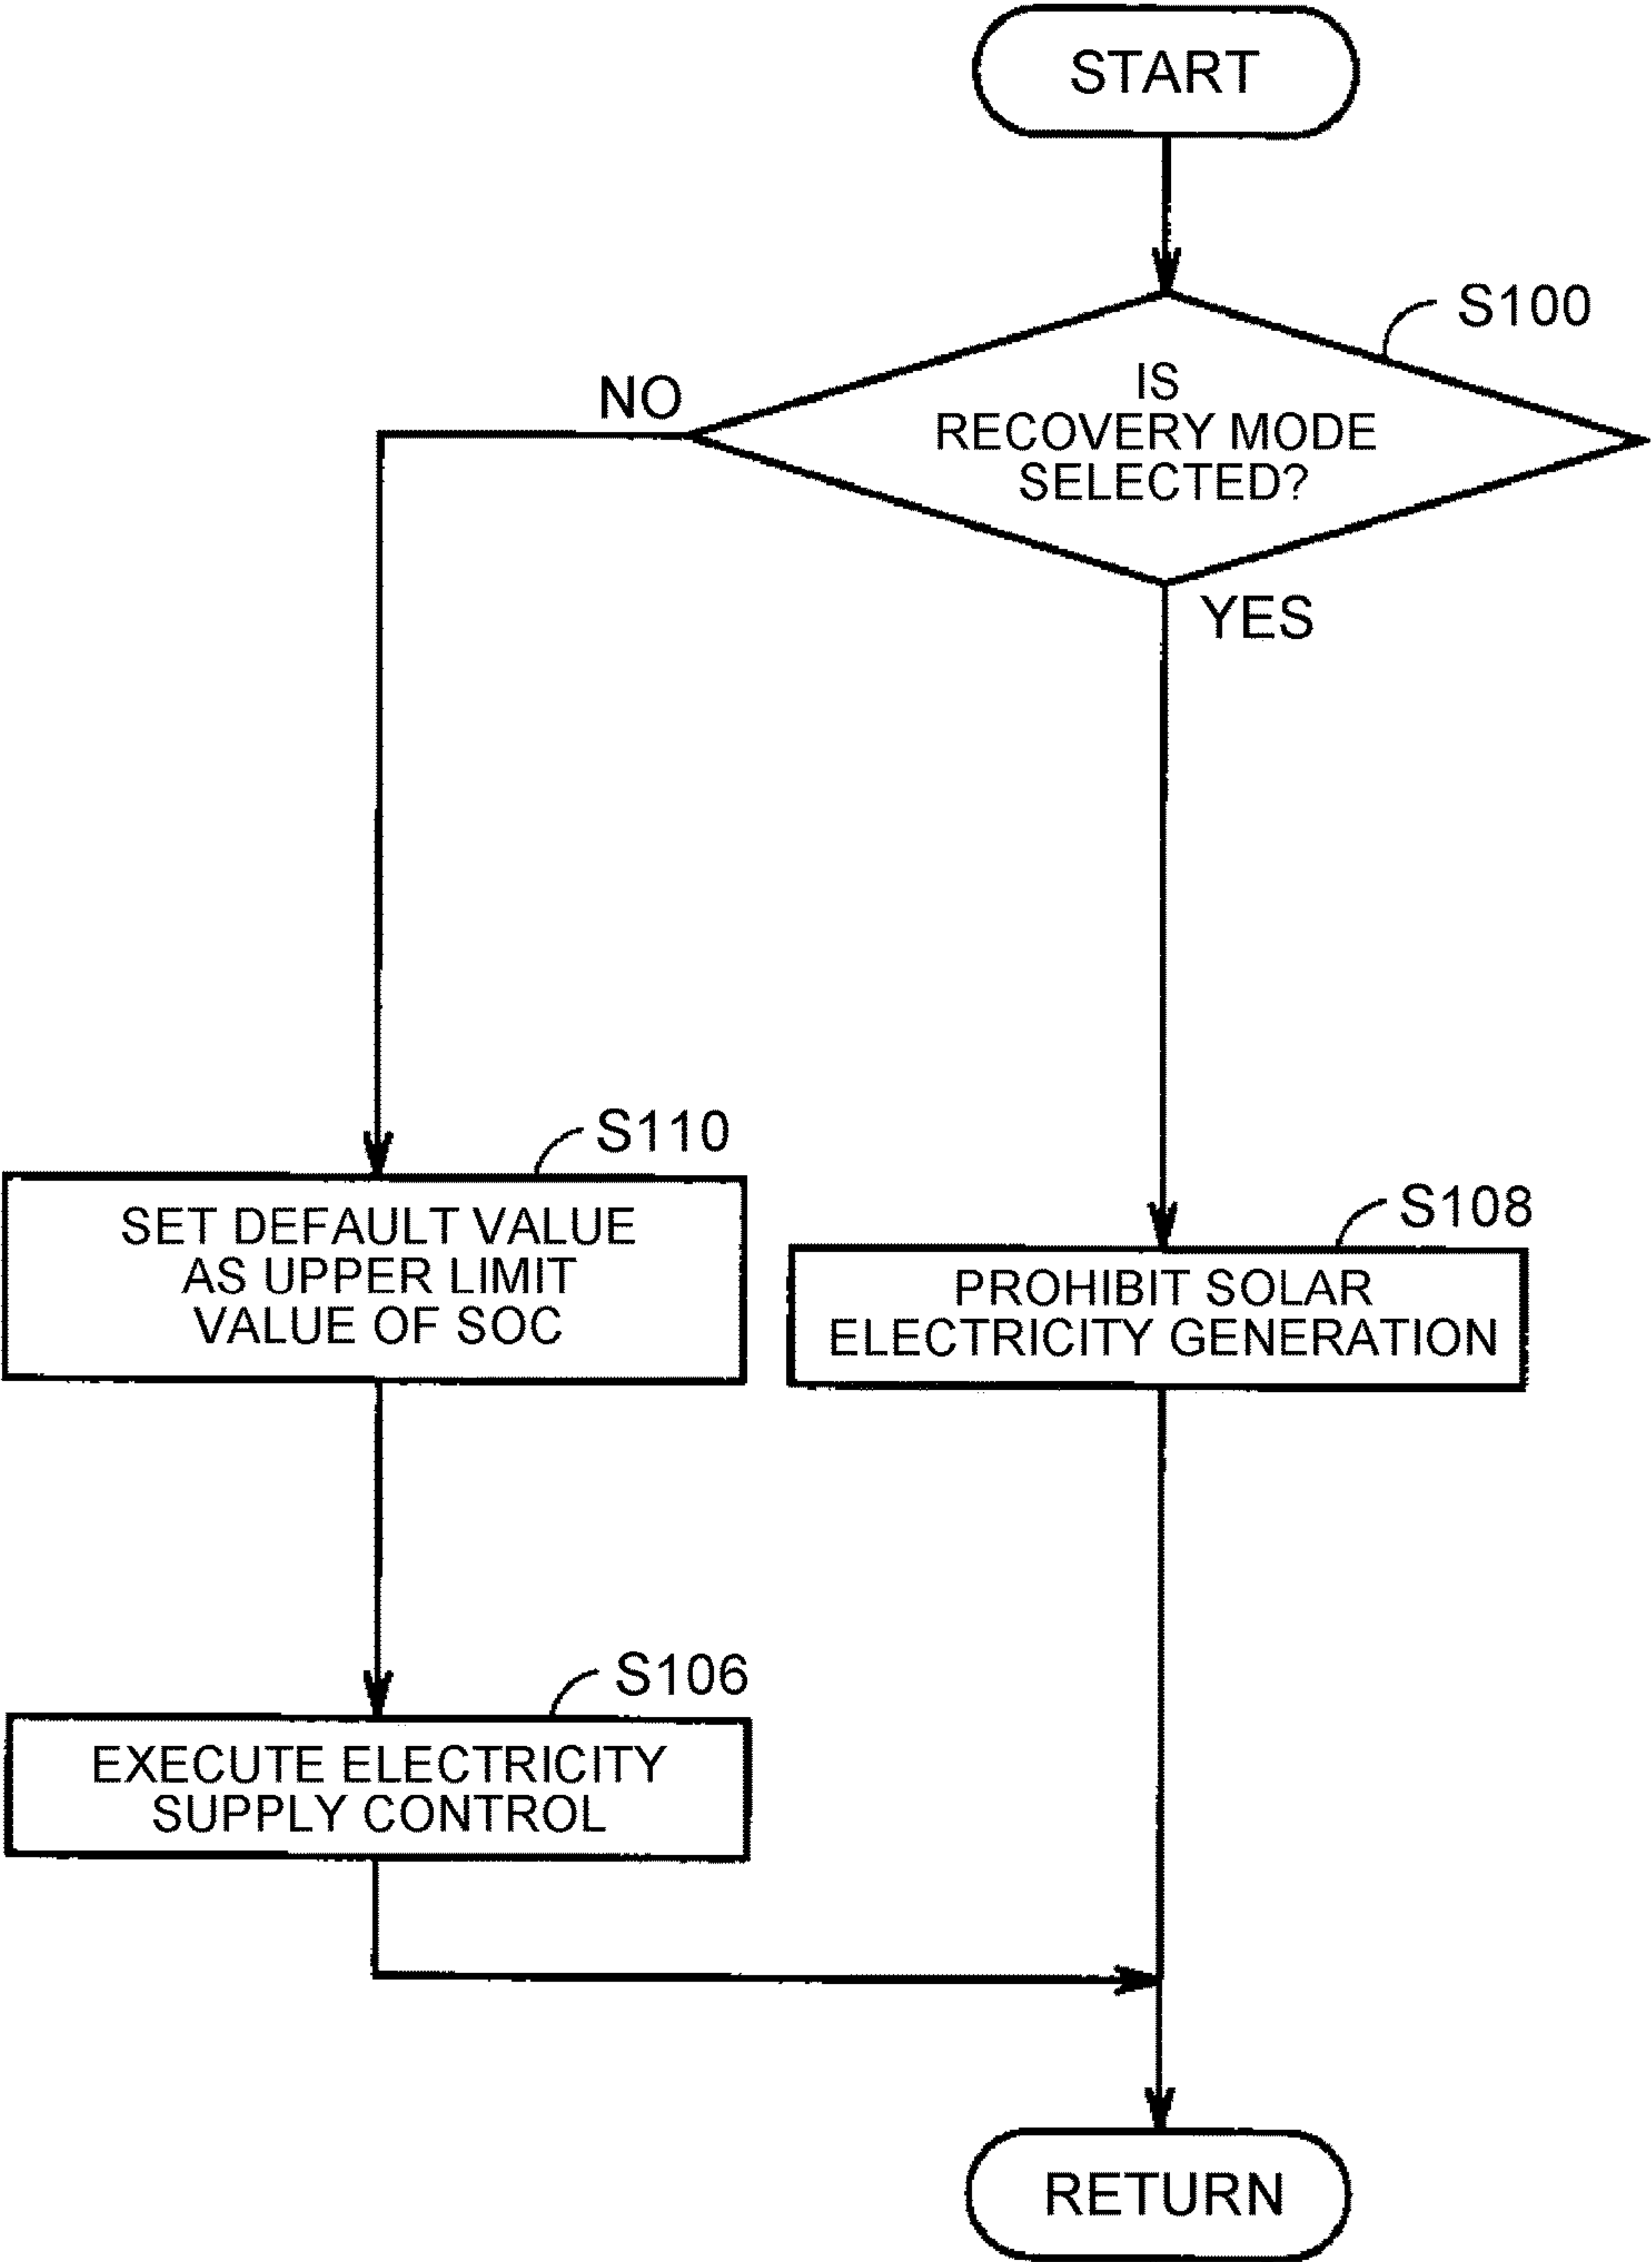 START
S100
IS
RECOVERY MODE
SELECTED?
NO
YES
S110
SET DEFAULT VALUE
AS UPPER LIMIT
VALUE OF SOC
S108
PROHIBIT SOLAR
ELECTRICITY GENERATION
S106
EXECUTE ELECTRICITY
SUPPLY CONTROL
RETURN